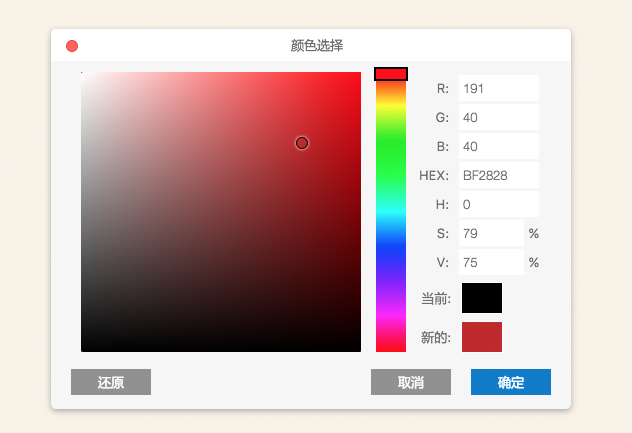 颜色选择
R: 191
G: 40
B: 40
HEX: BF2828
H: 0
S: 79 %
V: 75 %
当前:
新的:
还原 取消 确定